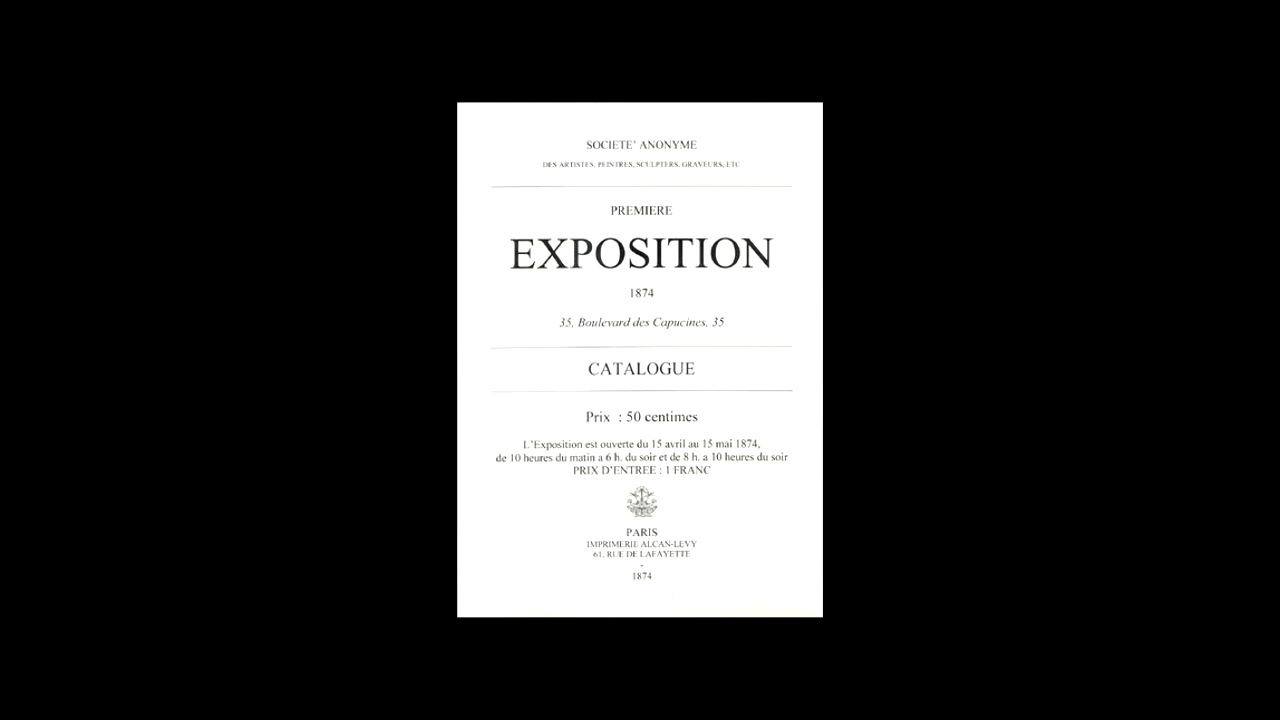 SOCIETE' ANONYME
DES ARTISTES, PEINTRES, SCULPTERS, GRAVEURS, ETC
PREMIERE
EXPOSITION
1874
35, Boulevard des Capucines, 35
CATALOGUE
Prix : 50 centimes
L'Exposition est ouverte du 15 avril au 15 mai 1874,
de 10 heures du matin a 6 h. du soir et de 8 h. a 10 heures du soir
PRIX D'ENTREE : 1 FRANC
PARIS
IMPRIMERIE ALCAN-LEVY
61, RUE DE LAFAYETTE
-
1874